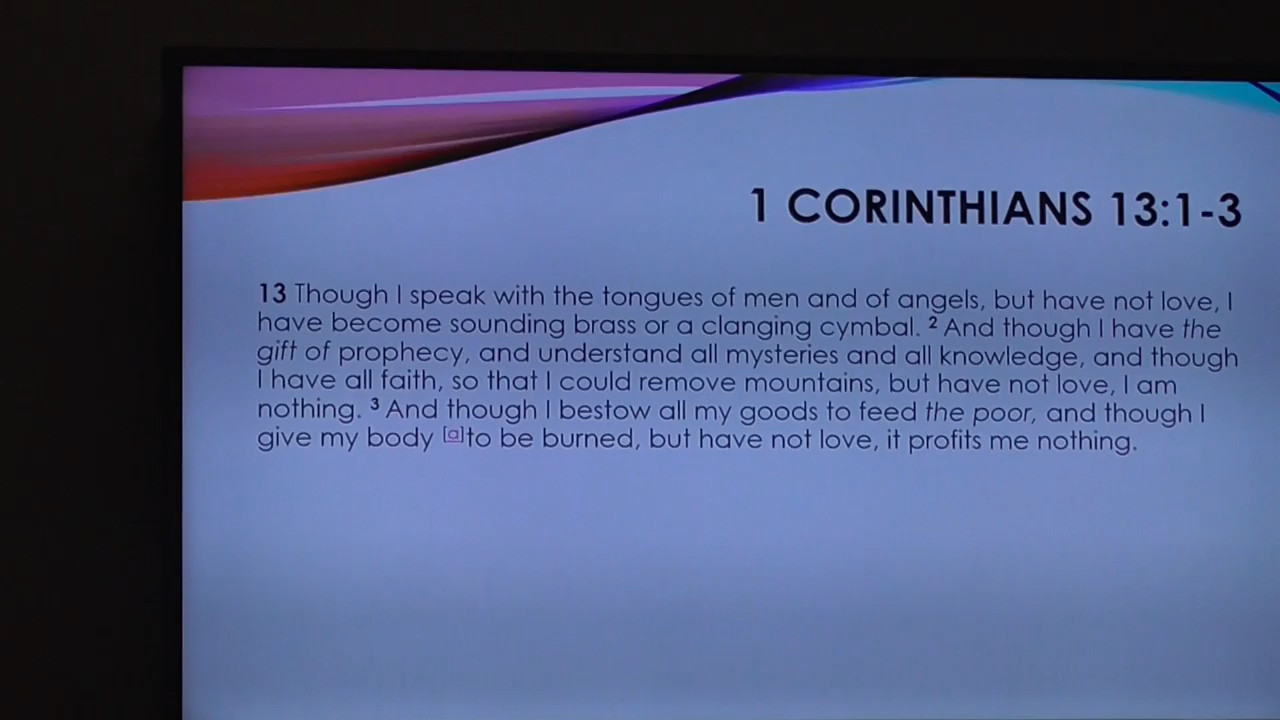 1 CORINTHIANS 13:1-3
13 Though I speak with the tongues of men and of angels, but have not love, I
have become sounding brass or a clanging cymbal. 2 And though I have the
gift of prophecy, and understand all mysteries and all knowledge, and though
I have all faith, so that I could remove mountains, but have not love, I am
nothing. 3 And though I bestow all my goods to feed the poor, and though I
give my body [a]to be burned, but have not love, it profits me nothing.